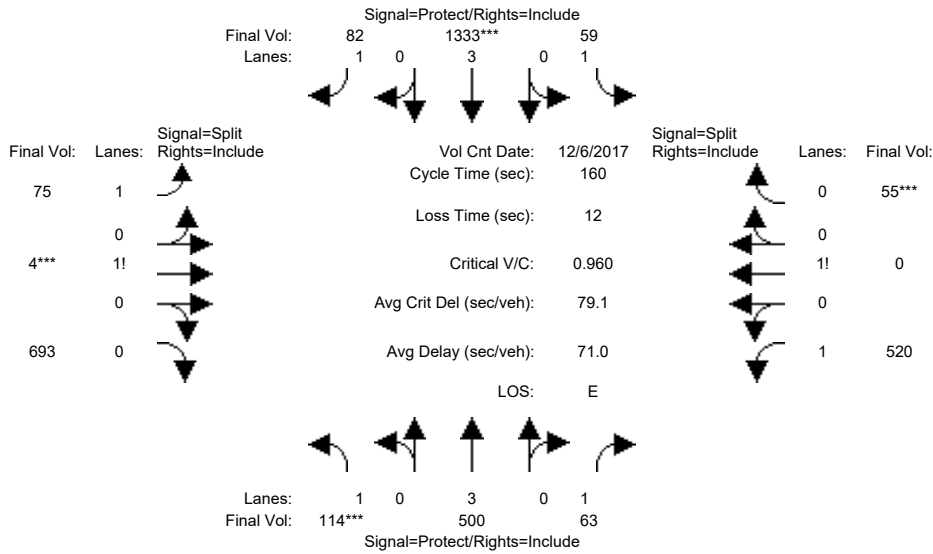 Signal=Protect/Rights=Include
Final Vol: 82 1333*** 59
Lanes: 1 0 3 0 1
Signal=Split Signal=Split
Final Vol: Lanes: Rights=Include Vol Cnt Date: 12/6/2017 Rights=Include Lanes: Final Vol:
Cycle Time (sec): 160
75 1 0 55***
Loss Time (sec): 12
0 0
4*** 1! Critical V/C: 0.960 1! 0
0 Avg Crit Del (sec/veh): 79.1 0
693 0 Avg Delay (sec/veh): 71.0 1 520
LOS: E
Lanes: 1 0 3 0 1
Final Vol: 114*** 500 63
Signal=Protect/Rights=Include